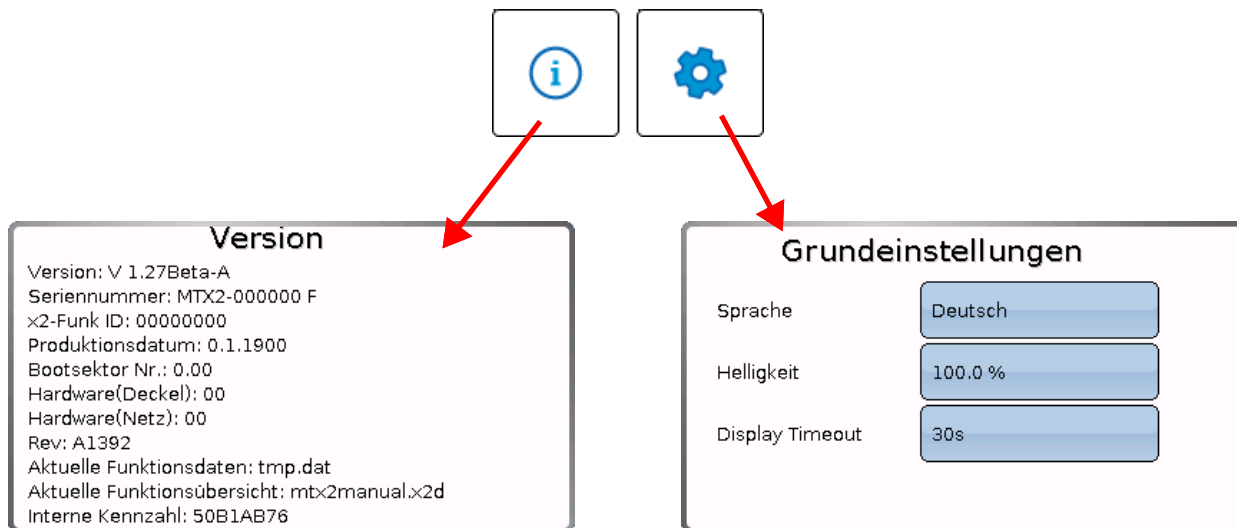 Version
Version: V 1.27Beta-A
Seriennummer: MTX2-000000 F
x2-Funk ID: 00000000
Produktionsdatum: 0.1.1900
Bootsektor Nr.: 0.00
Hardware(Deckel): 00
Hardware(Netz): 00
Rev: A1392
Aktuelle Funktionsdaten: tmp.dat
Aktuelle Funktionsübersicht: mtx2manual.x2d
Interne Kennzahl: 50B1AB76
Grundeinstellungen
Sprache Deutsch
Helligkeit 100.0 %
Display Timeout 30s